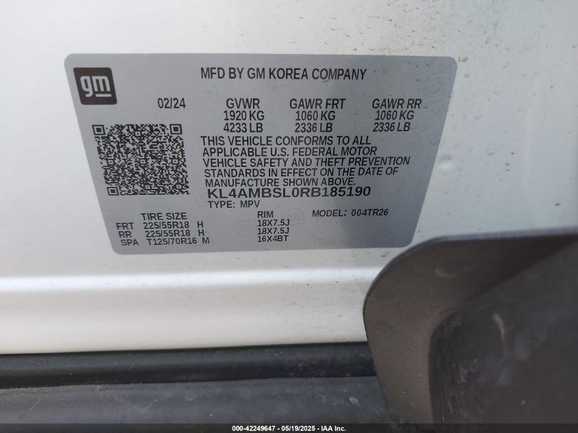 gm
MFD BY GM KOREA COMPANY
02/24 GVWR GAWR FRT GAWR RR
1920 KG 1060 KG 1060 KG
4233 LB 2336 LB 2336 LB
THIS VEHICLE CONFORMS TO ALL
APPLICABLE U.S. FEDERAL MOTOR
VEHICLE SAFETY AND THEFT PREVENTION
STANDARDS IN EFFECT ON THE DATE OF
MANUFACTURE SHOWN ABOVE.
KL4AMBSL0RB185190
TYPE: MPV MODEL: 004TR26
TIRE SIZE RIM
FRT 225/55R18 H 18X7.5J
RR 225/55R18 H 18X7.5J
SPA T125/70R16 M 16X4BT
000-42249647 - 05/19/2025 - IAA Inc.